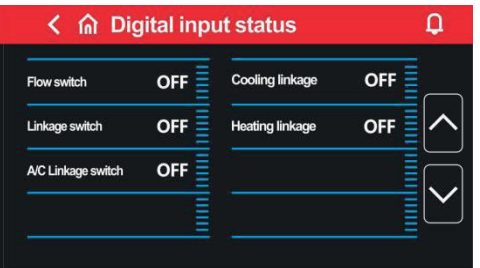 Digital input status
Flow switch OFF Cooling linkage OFF
Linkage switch OFF Heating linkage OFF
A/C Linkage switch OFF